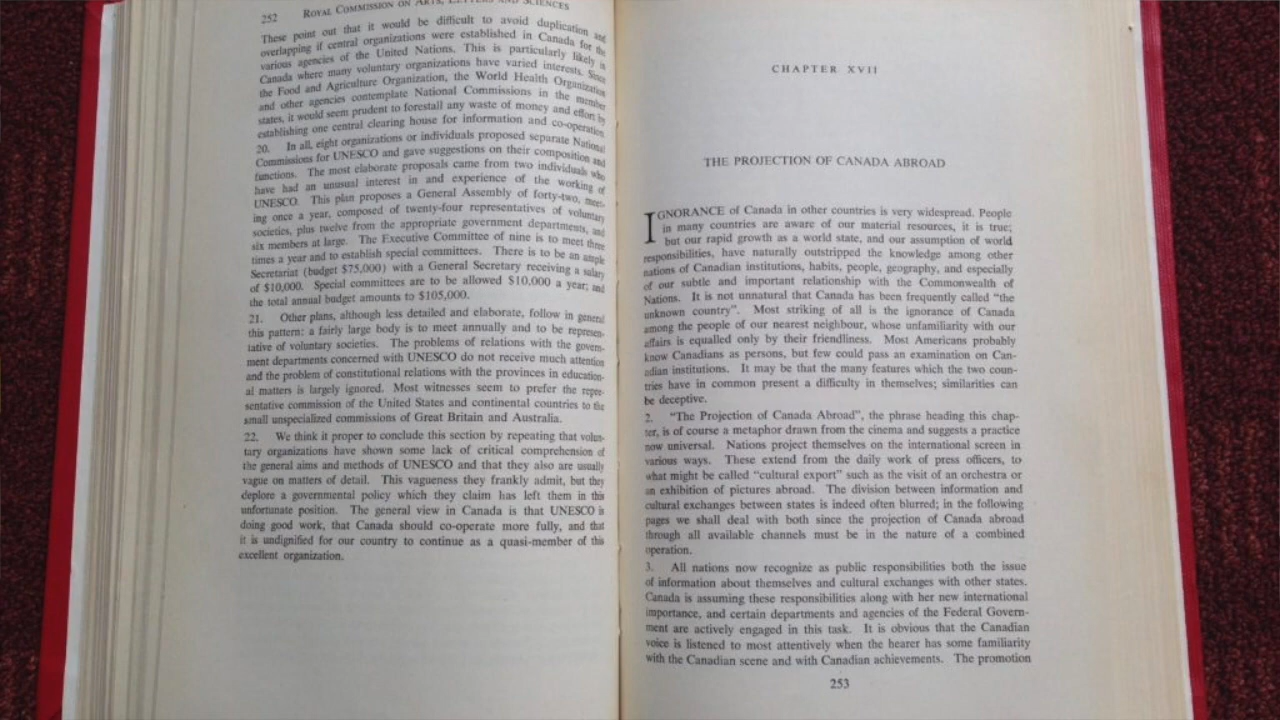 252 ROYAL COMMISSION ON ARTS, LETTERS AND SCIENCES
These point out that it would be difficult to avoid duplication and
overlapping if central organizations were established in Canada for the
various agencies of the United Nations. This is particularly likely in
Canada where many voluntary organizations have varied interests. Since
the Food and Agriculture Organization, the World Health Organization
and other agencies contemplate National Commissions in the member
states, it would seem prudent to forestall any waste of money and effort by
establishing one central clearing house for information and co-operation.
20. In all, eight organizations or individuals proposed separate National
Commissions for UNESCO and gave suggestions on their composition and
functions. The most elaborate proposals came from two individuals who
have had an unusual interest in and experience of the working of
UNESCO. This plan proposes a General Assembly of forty-two, meet-
ing once a year, composed of twenty-four representatives of voluntary
societies, plus twelve from the appropriate government departments, and
six members at large. The Executive Committee of nine is to meet three
times a year and to establish special committees. There is to be an ample
Secretariat (budget $75,000) with a General Secretary receiving a salary
of $10,000. Special committees are to be allowed $10,000 a year; and
the total annual budget amounts to $105,000.
21. Other plans, although less detailed and elaborate, follow in general
this pattern: a fairly large body is to meet annually and to be represen-
tative of voluntary societies. The problems of relations with the govern-
ment departments concerned with UNESCO do not receive much attention
and the problem of constitutional relations with the provinces in education-
al matters is largely ignored. Most witnesses seem to prefer the repre-
sentative commission of the United States and continental countries to the
small unspecialized commissions of Great Britain and Australia.
22. We think it proper to conclude this section by repeating that volun-
tary organizations have shown some lack of critical comprehension of
the general aims and methods of UNESCO and that they also are usually
vague on matters of detail. This vagueness they frankly admit, but they
deplore a governmental policy which they claim has left them in this
unfortunate position. The general view in Canada is that UNESCO is
doing good work, that Canada should co-operate more fully, and that
it is undignified for our country to continue as a quasi-member of this
excellent organization.
CHAPTER XVII
THE PROJECTION OF CANADA ABROAD
IGNORANCE of Canada in other countries is very widespread. People
in many countries are aware of our material resources, it is true;
but our rapid growth as a world state, and our assumption of world
responsibilities, have naturally outstripped the knowledge among other
nations of Canadian institutions, habits, people, geography, and especially
of our subtle and important relationship with the Commonwealth of
Nations. It is not unnatural that Canada has been frequently called "the
unknown country". Most striking of all is the ignorance of Canada
among the people of our nearest neighbour, whose unfamiliarity with our
affairs is equalled only by their friendliness. Most Americans probably
know Canadians as persons, but few could pass an examination on Can-
adian institutions. It may be that the many features which the two coun-
tries have in common present a difficulty in themselves; similarities can
be deceptive.
2. "The Projection of Canada Abroad", the phrase heading this chap-
ter, is of course a metaphor drawn from the cinema and suggests a practice
now universal. Nations project themselves on the international screen in
various ways. These extend from the daily work of press officers, to
what might be called "cultural export" such as the visit of an orchestra or
an exhibition of pictures abroad. The division between information and
cultural exchanges between states is indeed often blurred; in the following
pages we shall deal with both since the projection of Canada abroad
through all available channels must be in the nature of a combined
operation.
3. All nations now recognize as public responsibilities both the issue
of information about themselves and cultural exchanges with other states.
Canada is assuming these responsibilities along with her new international
importance, and certain departments and agencies of the Federal Govern-
ment are actively engaged in this task. It is obvious that the Canadian
voice is listened to most attentively when the hearer has some familiarity
with the Canadian scene and with Canadian achievements. The promotion
253